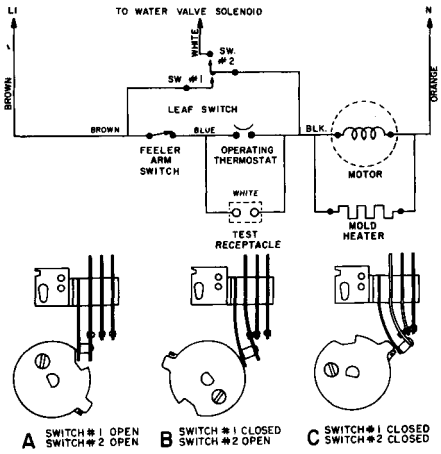 L1
TO WATER VALVE SOLENOID
N
WHITE
SW.
#2
SW #1
BROWN
ORANGE
LEAF SWITCH
BROWN
BLUE
BLK.
FEELER
ARM
SWITCH
OPERATING
THERMOSTAT
MOTOR
WHITE
TEST
RECEPTACLE
MOLD
HEATER
A SWITCH #1 OPEN
SWITCH #2 OPEN
B SWITCH #1 CLOSED
SWITCH #2 OPEN
C SWITCH #1 CLOSED
SWITCH #2 CLOSED